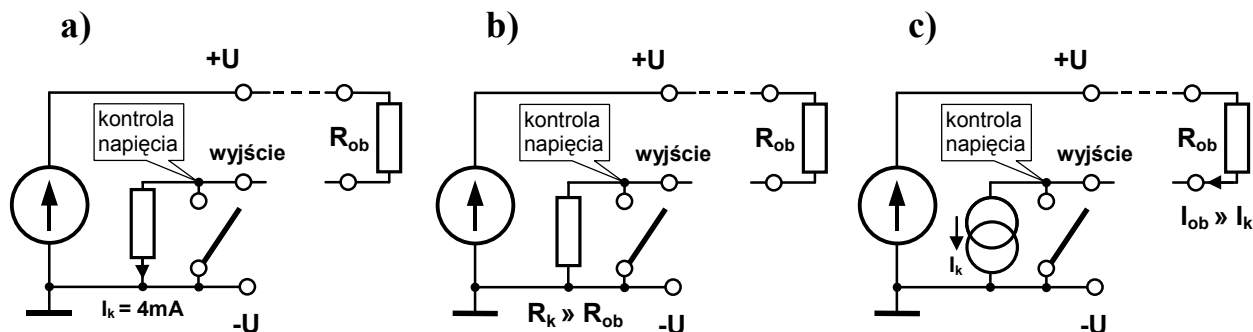 a)
+U
kontrola
napięcia
wyjście
Rob
Ik = 4mA
-U
b)
+U
kontrola
napięcia
wyjście
Rob
Rk » Rob
-U
c)
+U
kontrola
napięcia
wyjście
Rob
Iob » Ik
Ik
-U